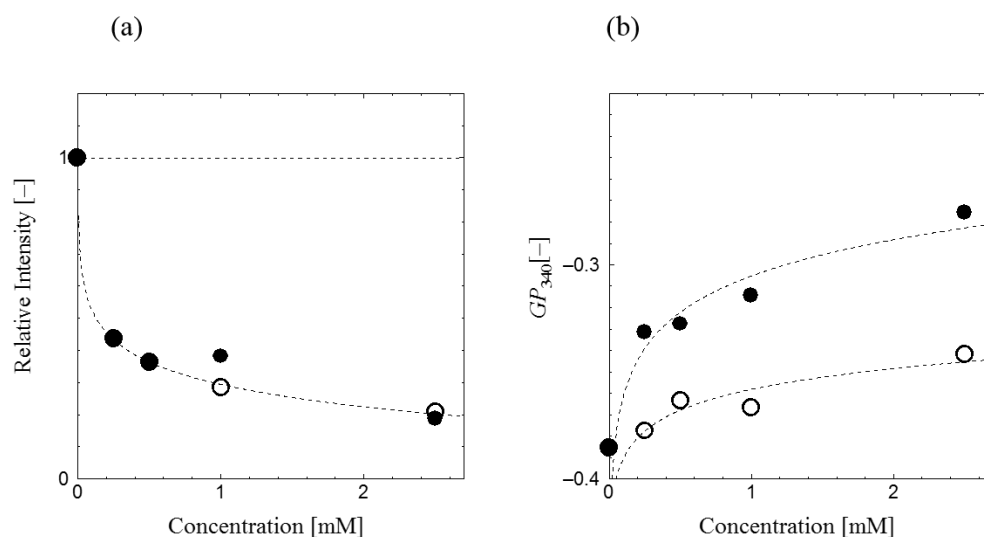 (a)
(b)
Relative Intensity [–]
1
0
0
1
2
Concentration [mM]
GP340[–]
–0.3
–0.4
0
1
2
Concentration [mM]